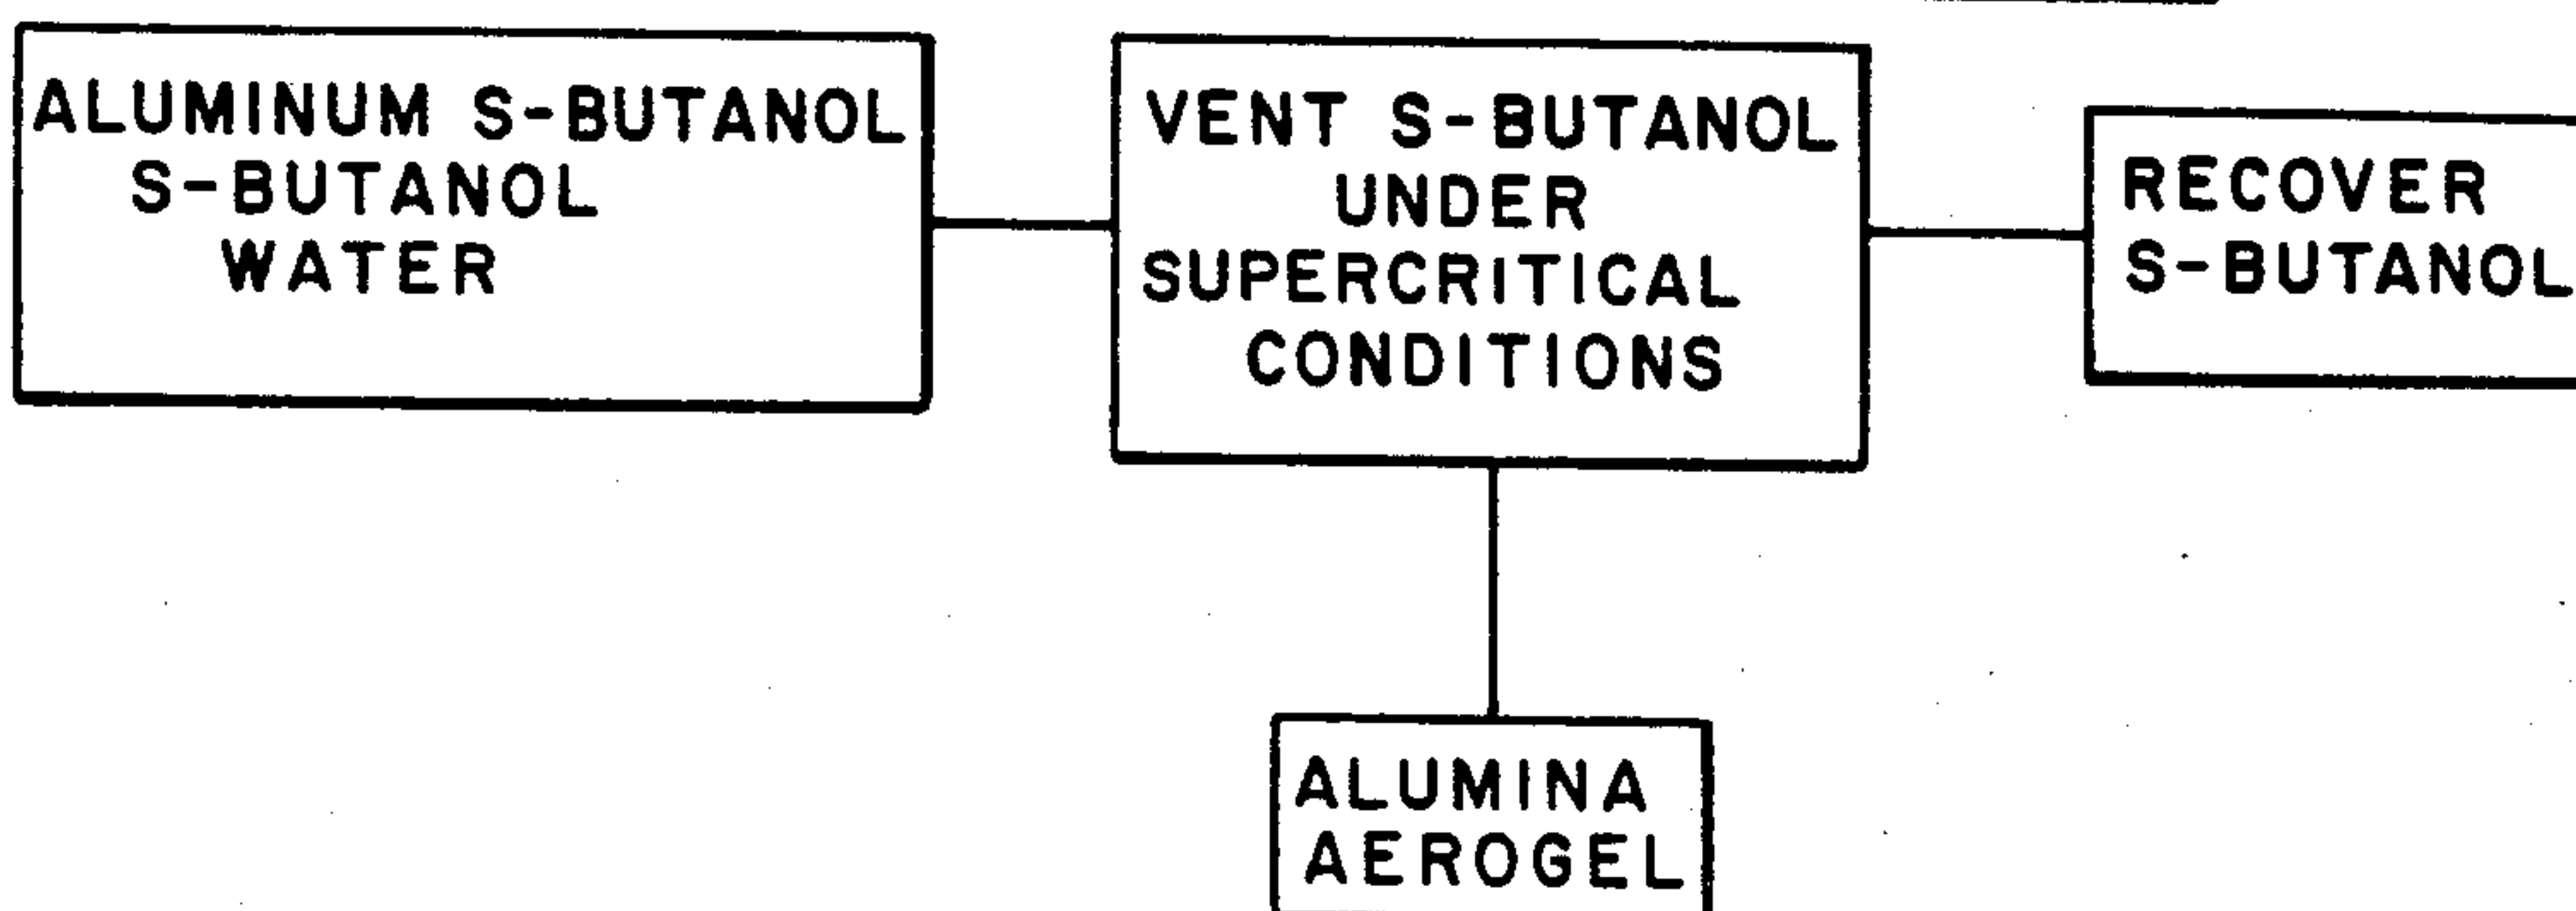 ALUMINUM S-BUTANOL
S-BUTANOL
WATER
VENT S-BUTANOL
UNDER
SUPERCRITICAL
CONDITIONS
RECOVER
S-BUTANOL
ALUMINA
AEROGEL